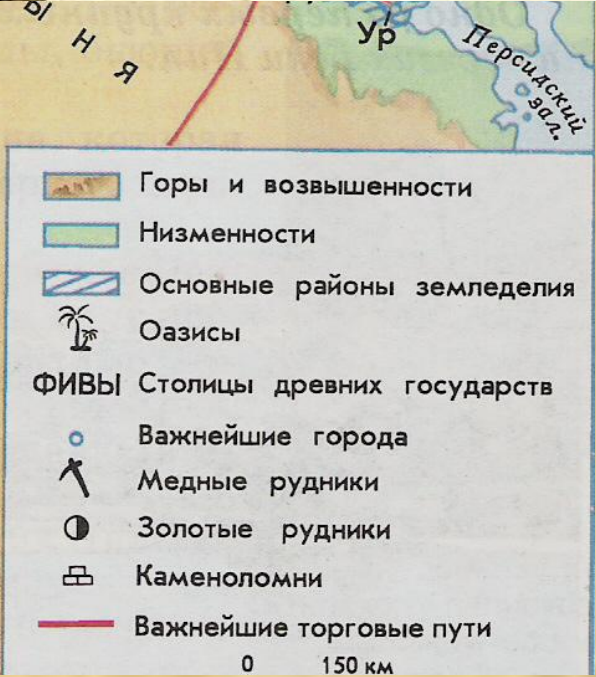 ыня
Ур
Персидский
зал.
Горы и возвышенности
Низменности
Основные районы земледелия
Оазисы
ФИВЫ Столицы древних государств
Важнейшие города
Медные рудники
Золотые рудники
Каменоломни
Важнейшие торговые пути
0 150 км